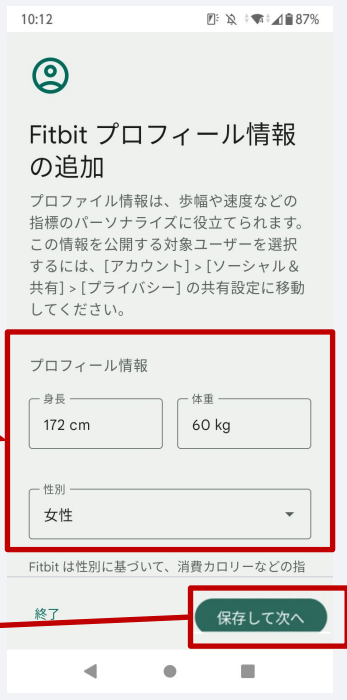 10:12
87%
Fitbit プロフィール情報
の追加
プロファイル情報は、歩幅や速度などの
指標のパーソナライズに役立てられます。
この情報を公開する対象ユーザーを選択
するには、[アカウント] > [ソーシャル &
共有] > [プライバシー] の共有設定に移動
してください。
プロフィール情報
身長 体重
172 cm 60 kg
性別
女性
Fitbit は性別に基づいて、消費カロリーなどの指
終了 保存して次へ